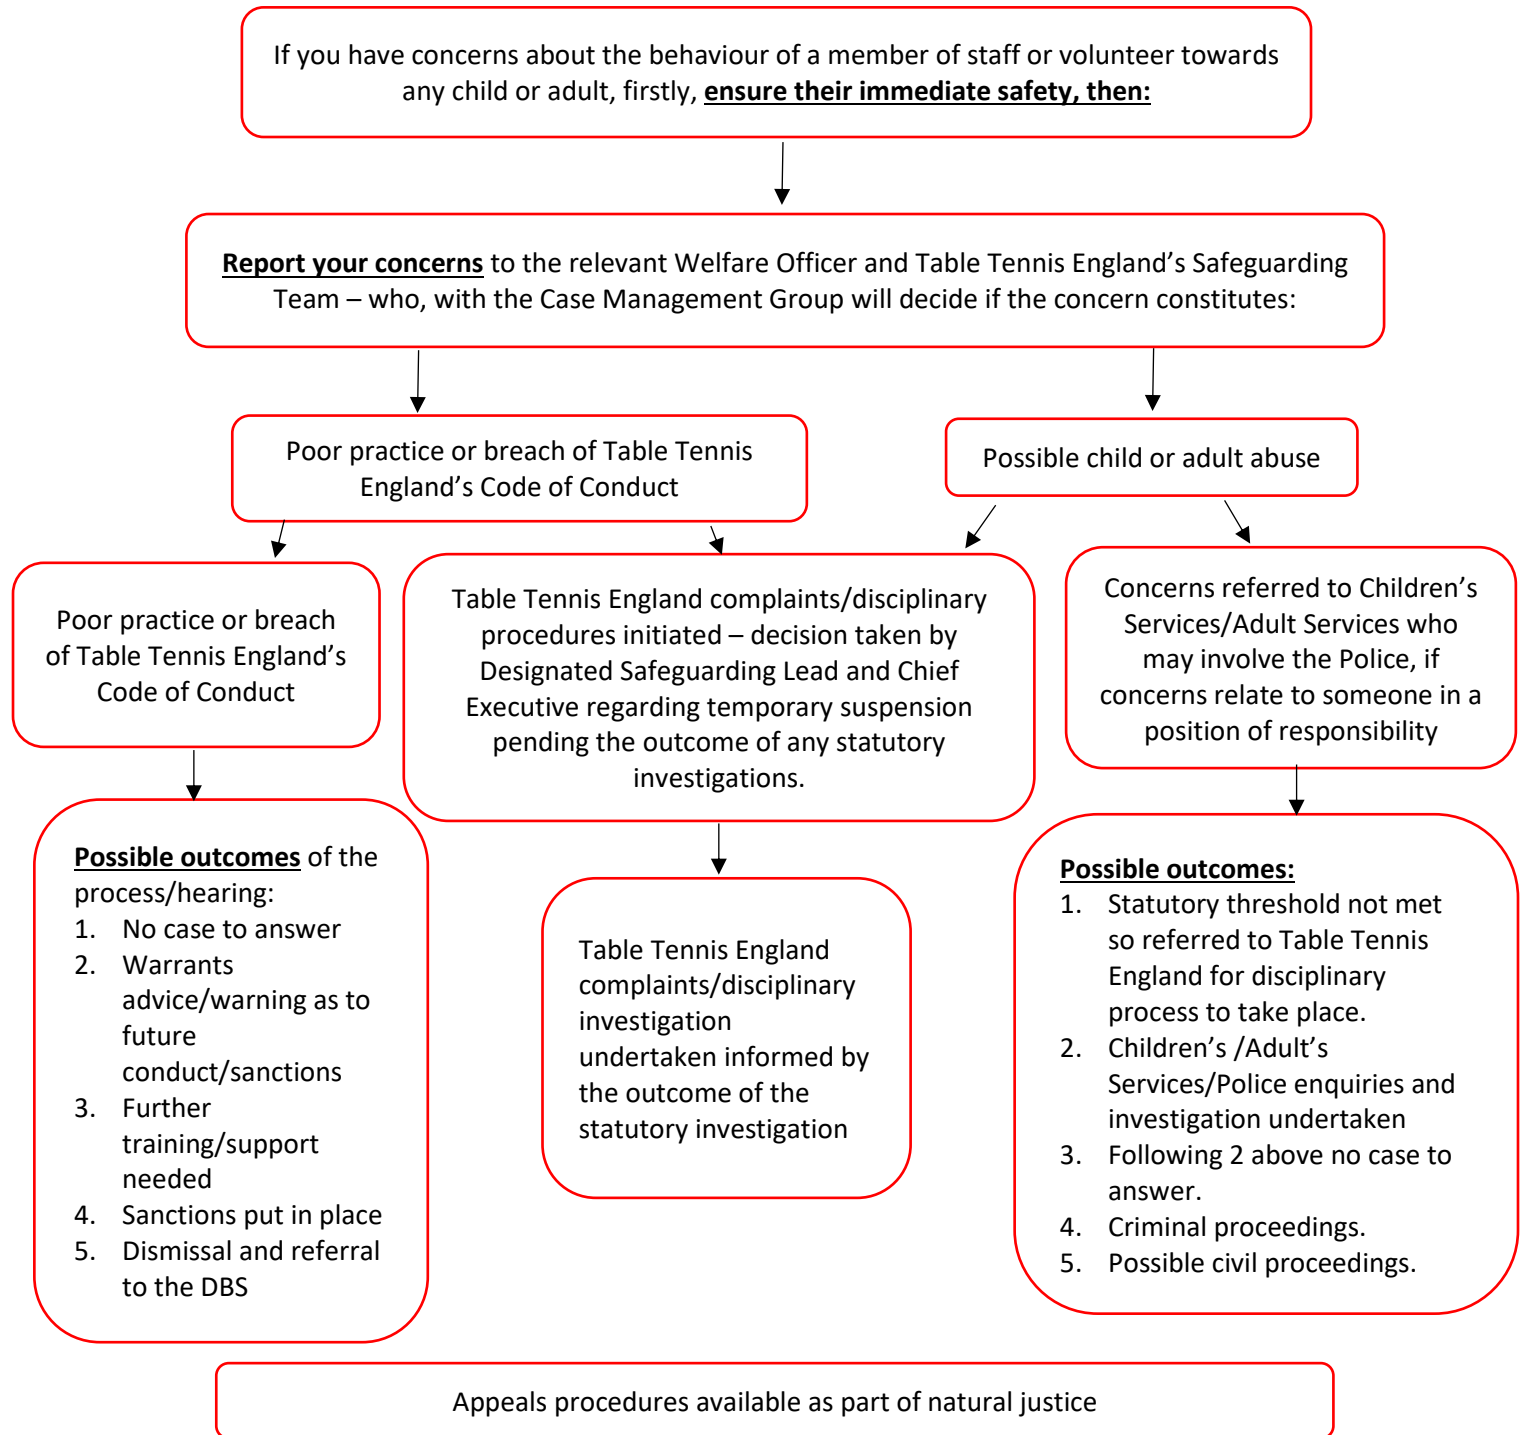 If you have concerns about the behaviour of a member of staff or volunteer towards
any child or adult, firstly, ensure their immediate safety, then:
Report your concerns to the relevant Welfare Officer and Table Tennis England’s Safeguarding
Team – who, with the Case Management Group will decide if the concern constitutes:
Poor practice or breach of Table Tennis
England’s Code of Conduct
Possible child or adult abuse
Poor practice or breach
of Table Tennis England’s
Code of Conduct
Table Tennis England complaints/disciplinary
procedures initiated – decision taken by
Designated Safeguarding Lead and Chief
Executive regarding temporary suspension
pending the outcome of any statutory
investigations.
Concerns referred to Children’s
Services/Adult Services who
may involve the Police, if
concerns relate to someone in a
position of responsibility
Possible outcomes of the
process/hearing:
1. No case to answer
2. Warrants
advice/warning as to
future
conduct/sanctions
3. Further
training/support
needed
4. Sanctions put in place
5. Dismissal and referral
to the DBS
Table Tennis England
complaints/disciplinary
investigation
undertaken informed by
the outcome of the
statutory investigation
Possible outcomes:
1. Statutory threshold not met
so referred to Table Tennis
England for disciplinary
process to take place.
2. Children’s /Adult’s
Services/Police enquiries and
investigation undertaken
3. Following 2 above no case to
answer.
4. Criminal proceedings.
5. Possible civil proceedings.
Appeals procedures available as part of natural justice